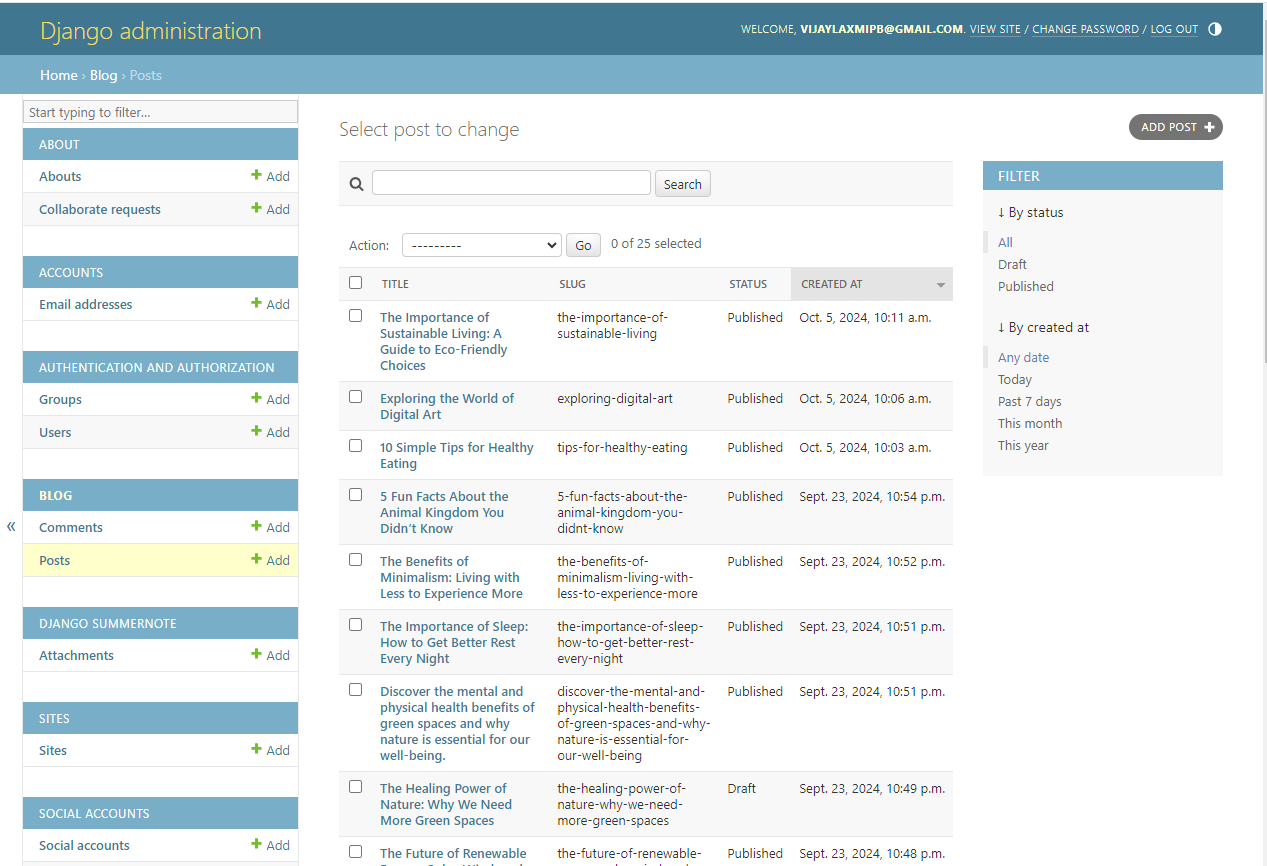 Django administration
WELCOME, VIJAYLAXMIPB@GMAIL.COM. VIEW SITE / CHANGE PASSWORD / LOG OUT
Home › Blog › Posts
Start typing to filter...
ABOUT
Abouts Add
Collaborate requests Add
ACCOUNTS
Email addresses Add
AUTHENTICATION AND AUTHORIZATION
Groups Add
Users Add
BLOG
«
Comments Add
Posts Add
DJANGO SUMMERNOTE
Attachments Add
SITES
Sites Add
SOCIAL ACCOUNTS
Social accounts Add
Select post to change
ADD POST
Search
Action: --------- Go 0 of 25 selected
TITLE SLUG STATUS CREATED AT
The Importance of
Sustainable Living: A
Guide to Eco-Friendly
Choices
the-importance-of-
sustainable-living
Published
Oct. 5, 2024, 10:11 a.m.
Exploring the World of
Digital Art
exploring-digital-art
Published
Oct. 5, 2024, 10:06 a.m.
10 Simple Tips for Healthy
Eating
tips-for-healthy-eating
Published
Oct. 5, 2024, 10:03 a.m.
5 Fun Facts About the
Animal Kingdom You
Didn’t Know
5-fun-facts-about-the-
animal-kingdom-you-
didnt-know
Published
Sept. 23, 2024, 10:54 p.m.
The Benefits of
Minimalism: Living with
Less to Experience More
the-benefits-of-
minimalism-living-with-
less-to-experience-more
Published
Sept. 23, 2024, 10:52 p.m.
The Importance of Sleep:
How to Get Better Rest
Every Night
the-importance-of-sleep-
how-to-get-better-rest-
every-night
Published
Sept. 23, 2024, 10:51 p.m.
Discover the mental and
physical health benefits of
green spaces and why
nature is essential for our
well-being.
discover-the-mental-and-
physical-health-benefits-
of-green-spaces-and-why-
nature-is-essential-for-
our-well-being
Published
Sept. 23, 2024, 10:51 p.m.
The Healing Power of
Nature: Why We Need
More Green Spaces
the-healing-power-of-
nature-why-we-need-
more-green-spaces
Draft
Sept. 23, 2024, 10:49 p.m.
The Future of Renewable
the-future-of-renewable-
Published
Sept. 23, 2024, 10:48 p.m.
FILTER
↓ By status
All
Draft
Published
↓ By created at
Any date
Today
Past 7 days
This month
This year